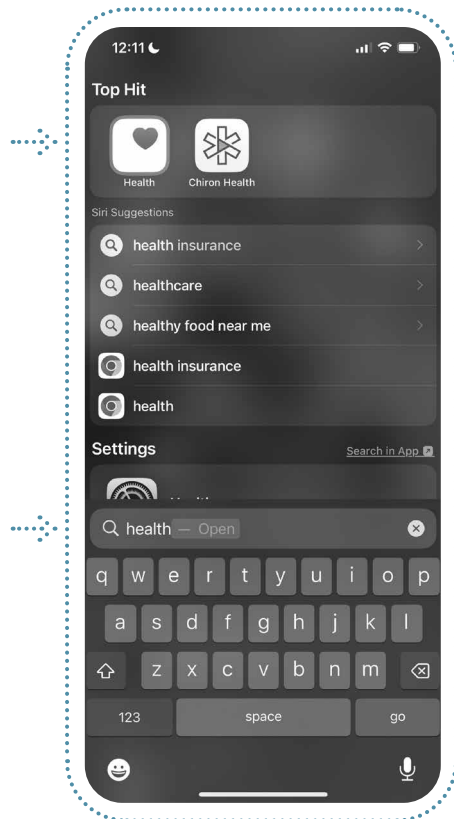 12:11
Top Hit
Health
Chiron Health
Siri Suggestions
health insurance
healthcare
healthy food near me
health insurance
health
Settings
Search in App
health — Open
q w e r t y u i o p
a s d f g h j k l
z x c v b n m
123 space go